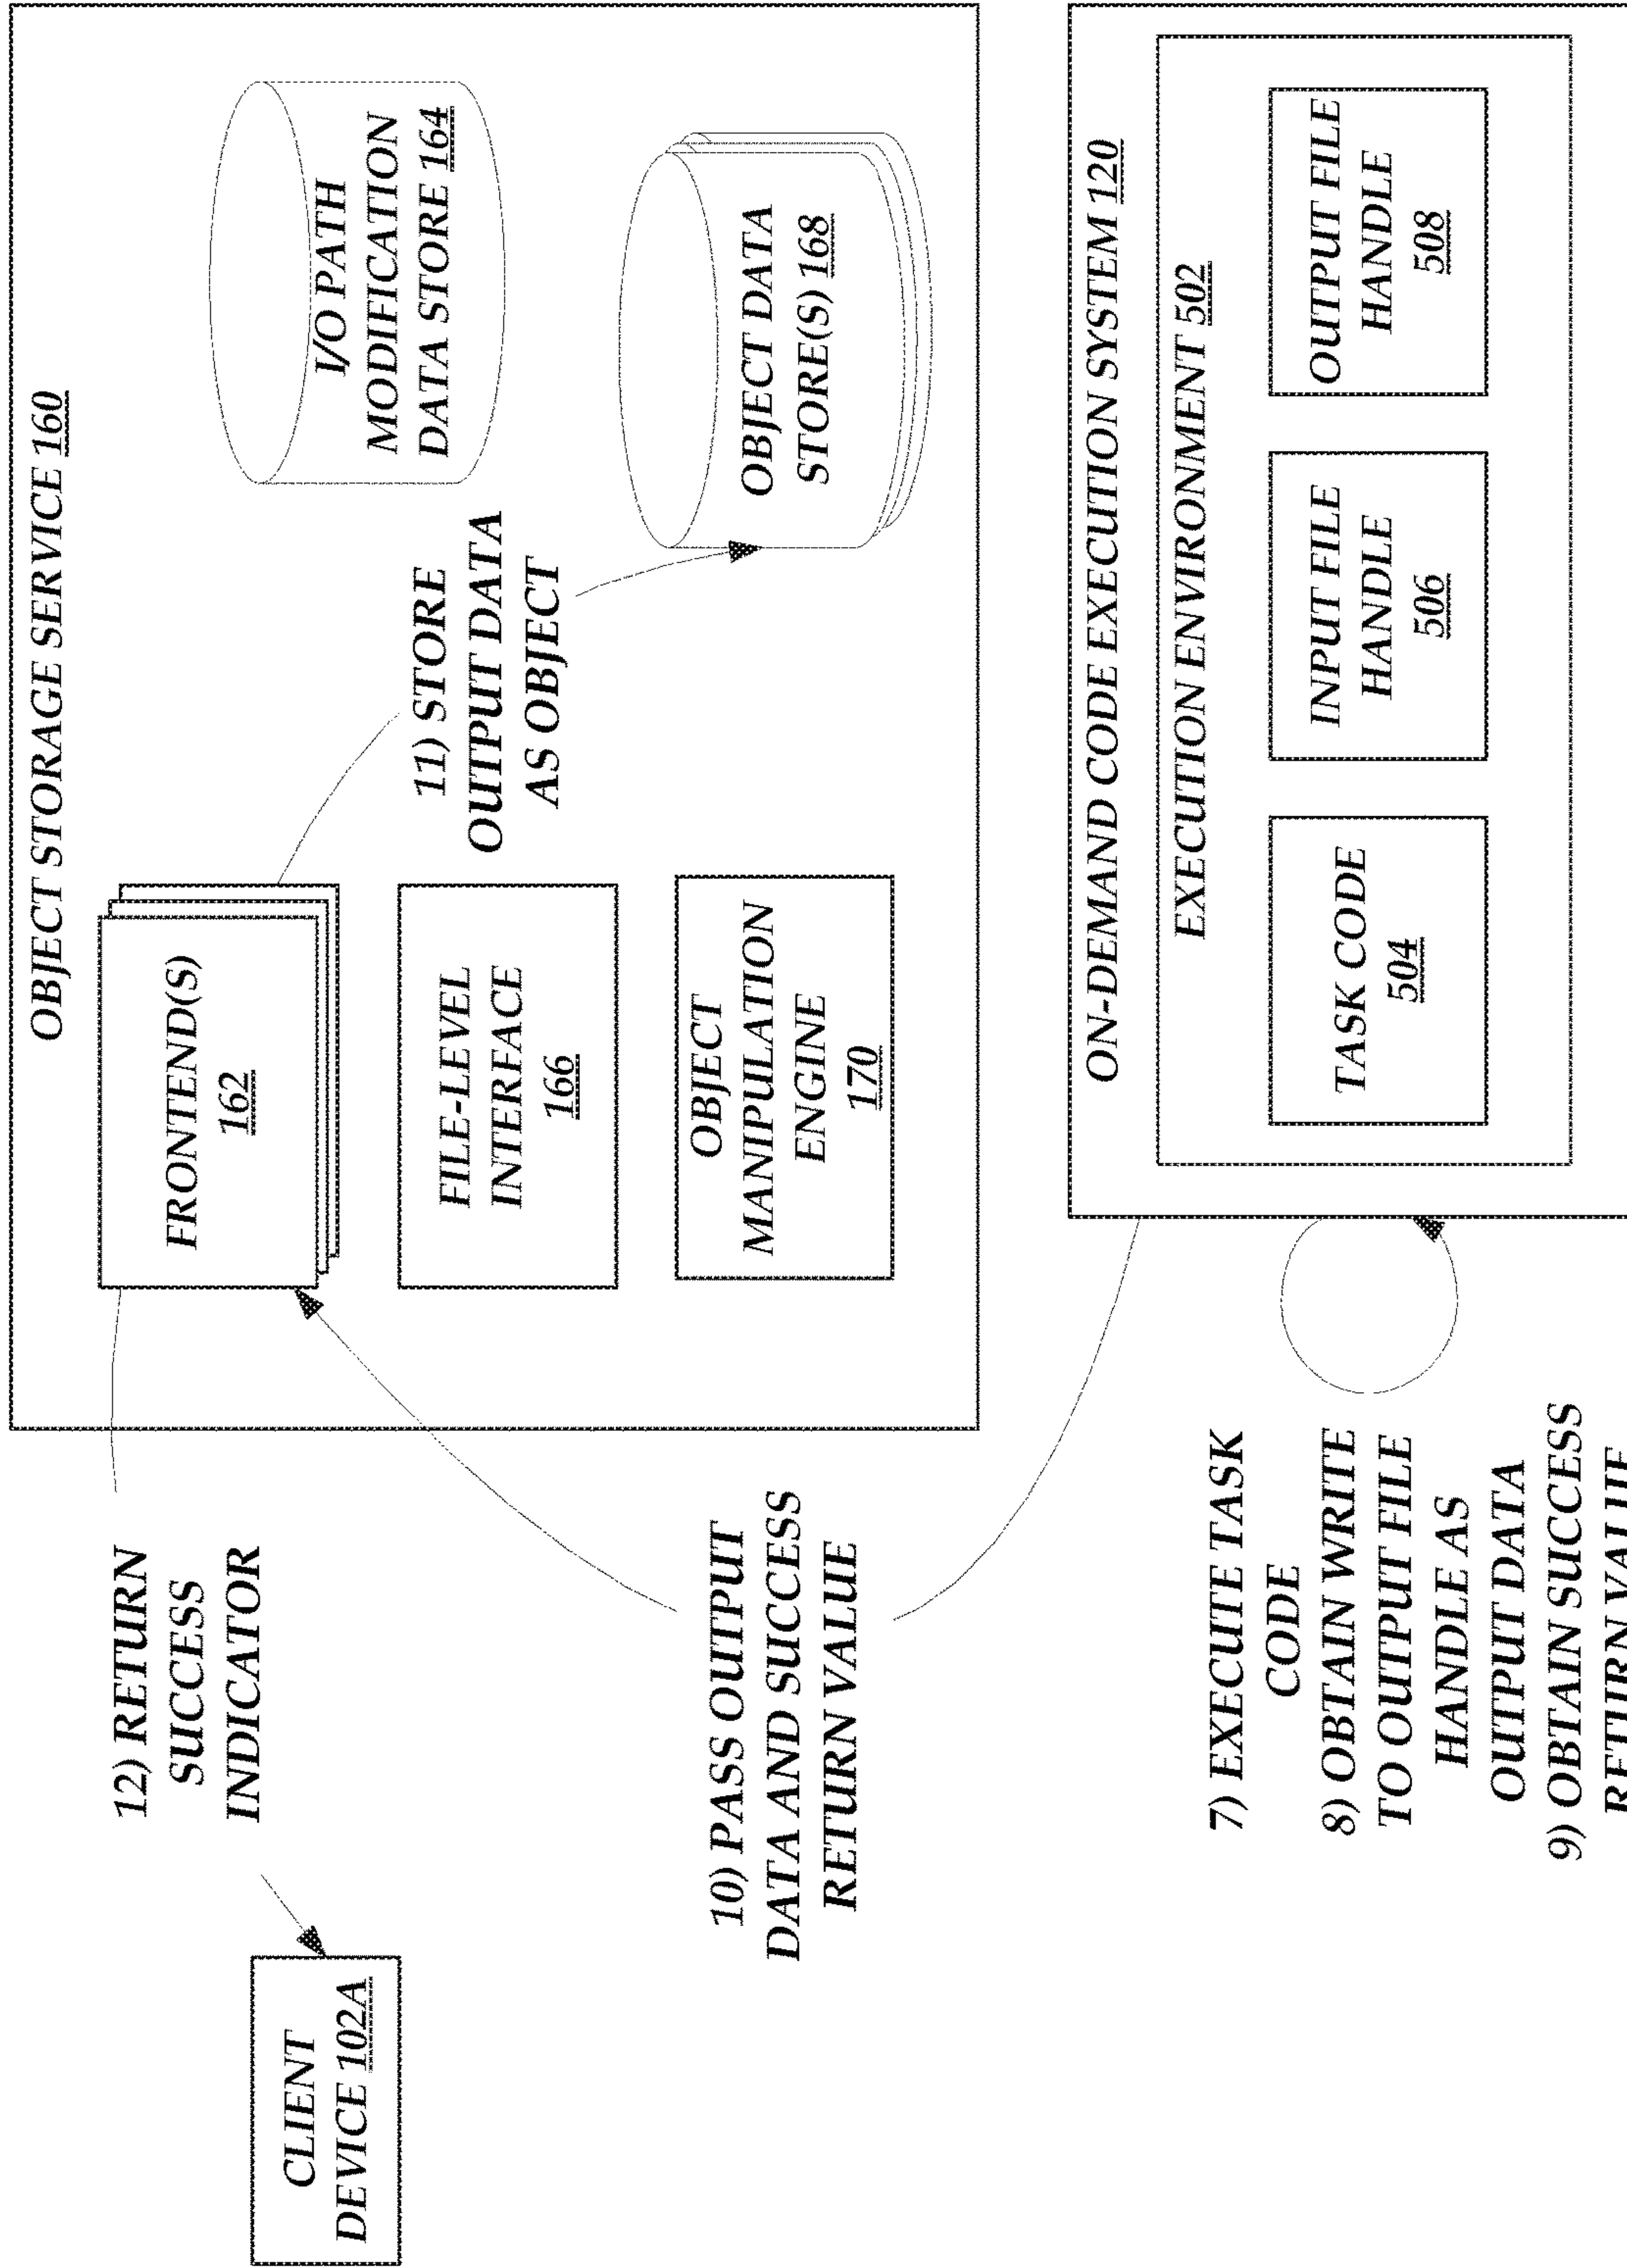 OBJECT STORAGE SERVICE 160
CLIENT
DEVICE 102A
12) RETURN
SUCCESS
INDICATOR
FRONTEND(S)
162
I/O PATH
MODIFICATION
DATA STORE 164
11) STORE
OUTPUT DATA
AS OBJECT
FILE-LEVEL
INTERFACE
166
OBJECT DATA
STORE(S) 168
OBJECT
MANIPULATION
ENGINE
170
10) PASS OUTPUT
DATA AND SUCCESS
RETURN VALUE
ON-DEMAND CODE EXECUTION SYSTEM 120
EXECUTION ENVIRONMENT 502
TASK CODE
504
INPUT FILE
HANDLE
506
OUTPUT FILE
HANDLE
508
7) EXECUTE TASK
CODE
8) OBTAIN WRITE
TO OUTPUT FILE
HANDLE AS
OUTPUT DATA
9) OBTAIN SUCCESS
RETURN VALUE